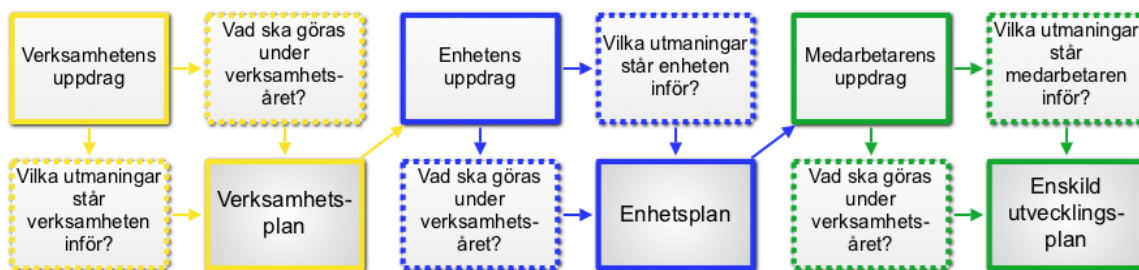 Verksamhetens
uppdrag
Vad ska göras
under
verksamhets-
året?
Vilka utmaningar
står
verksamheten
inför?
Verksamhets-
plan
Enhetens
uppdrag
Vilka utmaningar
står enheten
inför?
Vad ska göras
under
verksamhets-
året?
Enhetsplan
Medarbetarens
uppdrag
Vilka utmaningar
står
medarbetaren
inför?
Vad ska göras
under
verksamhets-
året?
Enskild
utvecklings-
plan